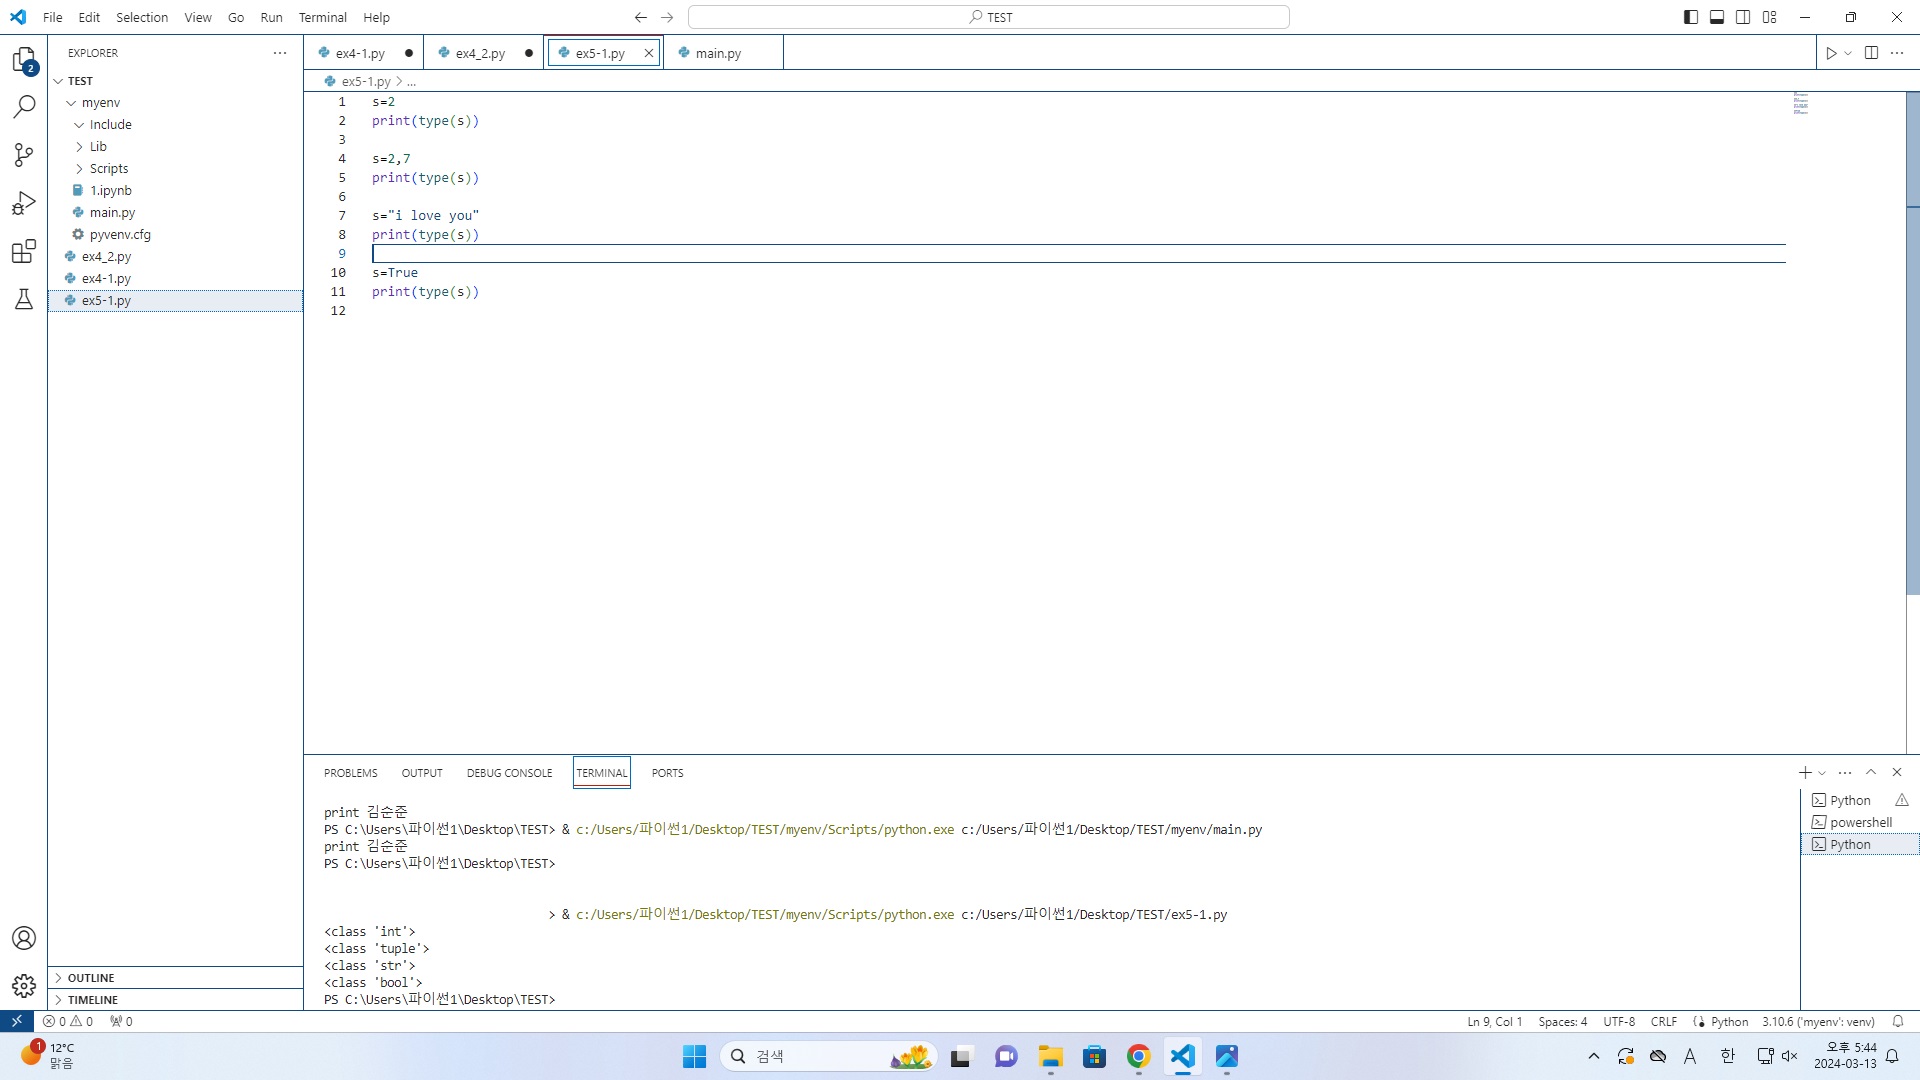 File Edit Selection View Go Run Terminal Help
TEST
EXPLORER
2
TEST
myenv
Include
Lib
Scripts
1.ipynb
main.py
pyvenv.cfg
ex4_2.py
ex4-1.py
ex5-1.py
OUTLINE
TIMELINE
ex4-1.py ex4_2.py ex5-1.py main.py
ex5-1.py > ...
1 s=2
2 print(type(s))
3
4 s=2,7
5 print(type(s))
6
7 s="i love you"
8 print(type(s))
9
10 s=True
11 print(type(s))
12
PROBLEMS OUTPUT DEBUG CONSOLE TERMINAL PORTS
print 김순준
PS C:\Users\파이썬1\Desktop\TEST> & c:/Users/파이썬1/Desktop/TEST/myenv/Scripts/python.exe c:/Users/파이썬1/Desktop/TEST/myenv/main.py
print 김순준
PS C:\Users\파이썬1\Desktop\TEST>
> & c:/Users/파이썬1/Desktop/TEST/myenv/Scripts/python.exe c:/Users/파이썬1/Desktop/TEST/ex5-1.py
<class 'int'>
<class 'tuple'>
<class 'str'>
<class 'bool'>
PS C:\Users\파이썬1\Desktop\TEST>
Python
powershell
Python
0 0 0
Ln 9, Col 1 Spaces: 4 UTF-8 CRLF Python 3.10.6 ('myenv': venv)
1
12°C
맑음
검색
A 한
오후 5:44
2024-03-13